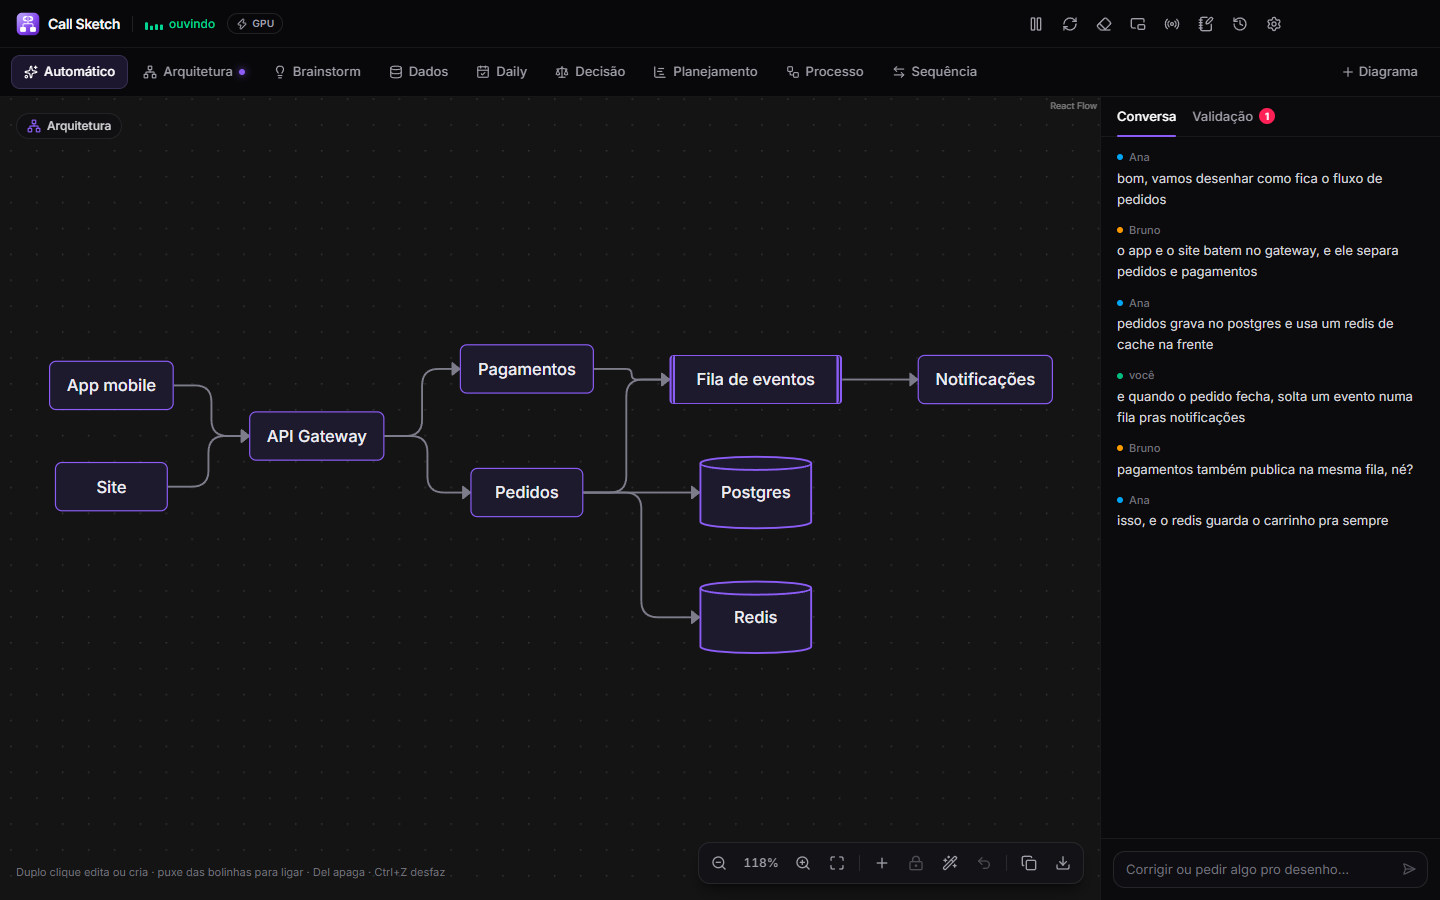 Call Sketch
ouvindo
GPU
Automático
Arquitetura
Brainstorm
Dados
Daily
Decisão
Planejamento
Processo
Sequência
Diagrama
React Flow
Arquitetura
App mobile
Site
API Gateway
Pagamentos
Pedidos
Fila de eventos
Postgres
Redis
Notificações
Duplo clique edita ou cria · puxe das bolinhas para ligar · Del apaga · Ctrl+Z desfaz
118%
Conversa
Validação 1
Ana
bom, vamos desenhar como fica o fluxo de
pedidos
Bruno
o app e o site batem no gateway, e ele separa
pedidos e pagamentos
Ana
pedidos grava no postgres e usa um redis de
cache na frente
você
e quando o pedido fecha, solta um evento numa
fila pras notificações
Bruno
pagamentos também publica na mesma fila, né?
Ana
isso, e o redis guarda o carrinho pra sempre
Corrigir ou pedir algo pro desenho...